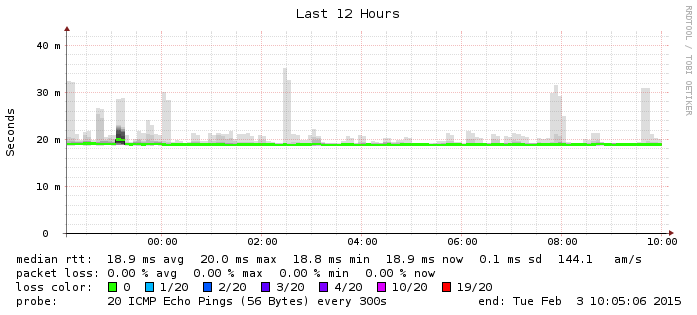 Last 12 Hours
RRDTOOL / TOBI OETIKER
Seconds
40 m
30 m
20 m
10 m
0
00:00 02:00 04:00 06:00 08:00 10:00
median rtt: 18.9 ms avg 20.0 ms max 18.8 ms min 18.9 ms now 0.1 ms sd 144.1 am/s
packet loss: 0.00 % avg 0.00 % max 0.00 % min 0.00 % now
loss color: 0 1/20 2/20 3/20 4/20 10/20 19/20
probe: 20 ICMP Echo Pings (56 Bytes) every 300s end: Tue Feb 3 10:05:06 2015